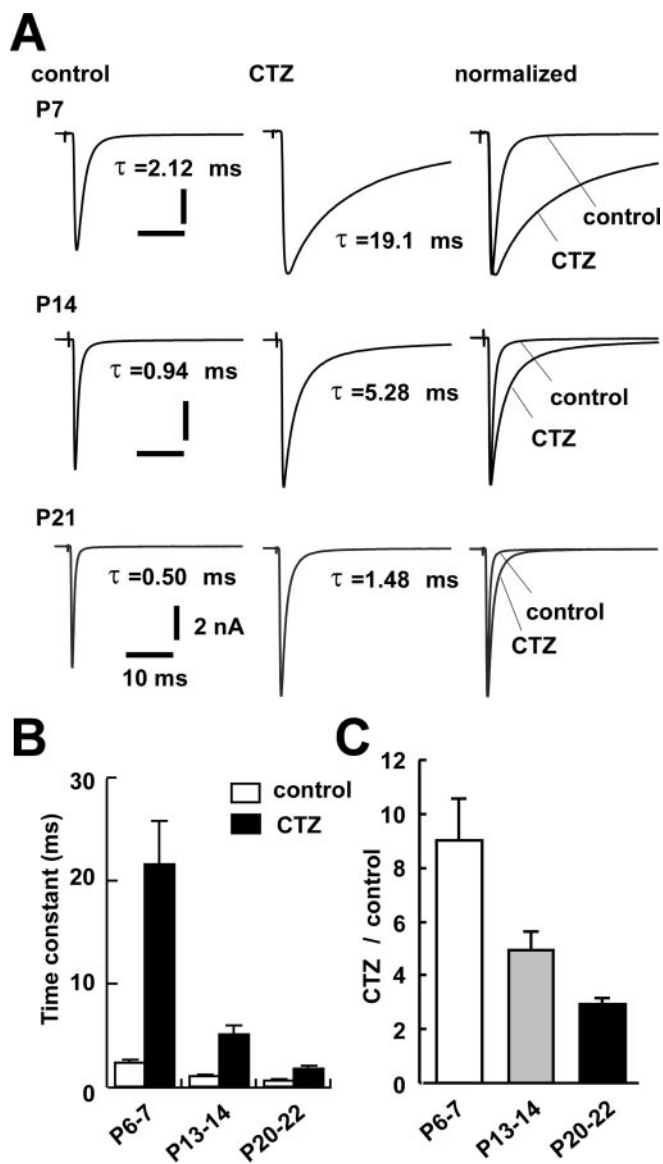 A
control CTZ normalized
P7
τ=2.12 ms
τ=19.1 ms
control
CTZ
P14
τ=0.94 ms
τ=5.28 ms
control
CTZ
P21
τ=0.50 ms
τ=1.48 ms
control
CTZ
2 nA
10 ms
B
Time constant (ms)
30
20
10
0
control
CTZ
P6-7
P13-14
P20-22
C
CTZ / control
12
10
8
6
4
2
0
P6-7
P13-14
P20-22